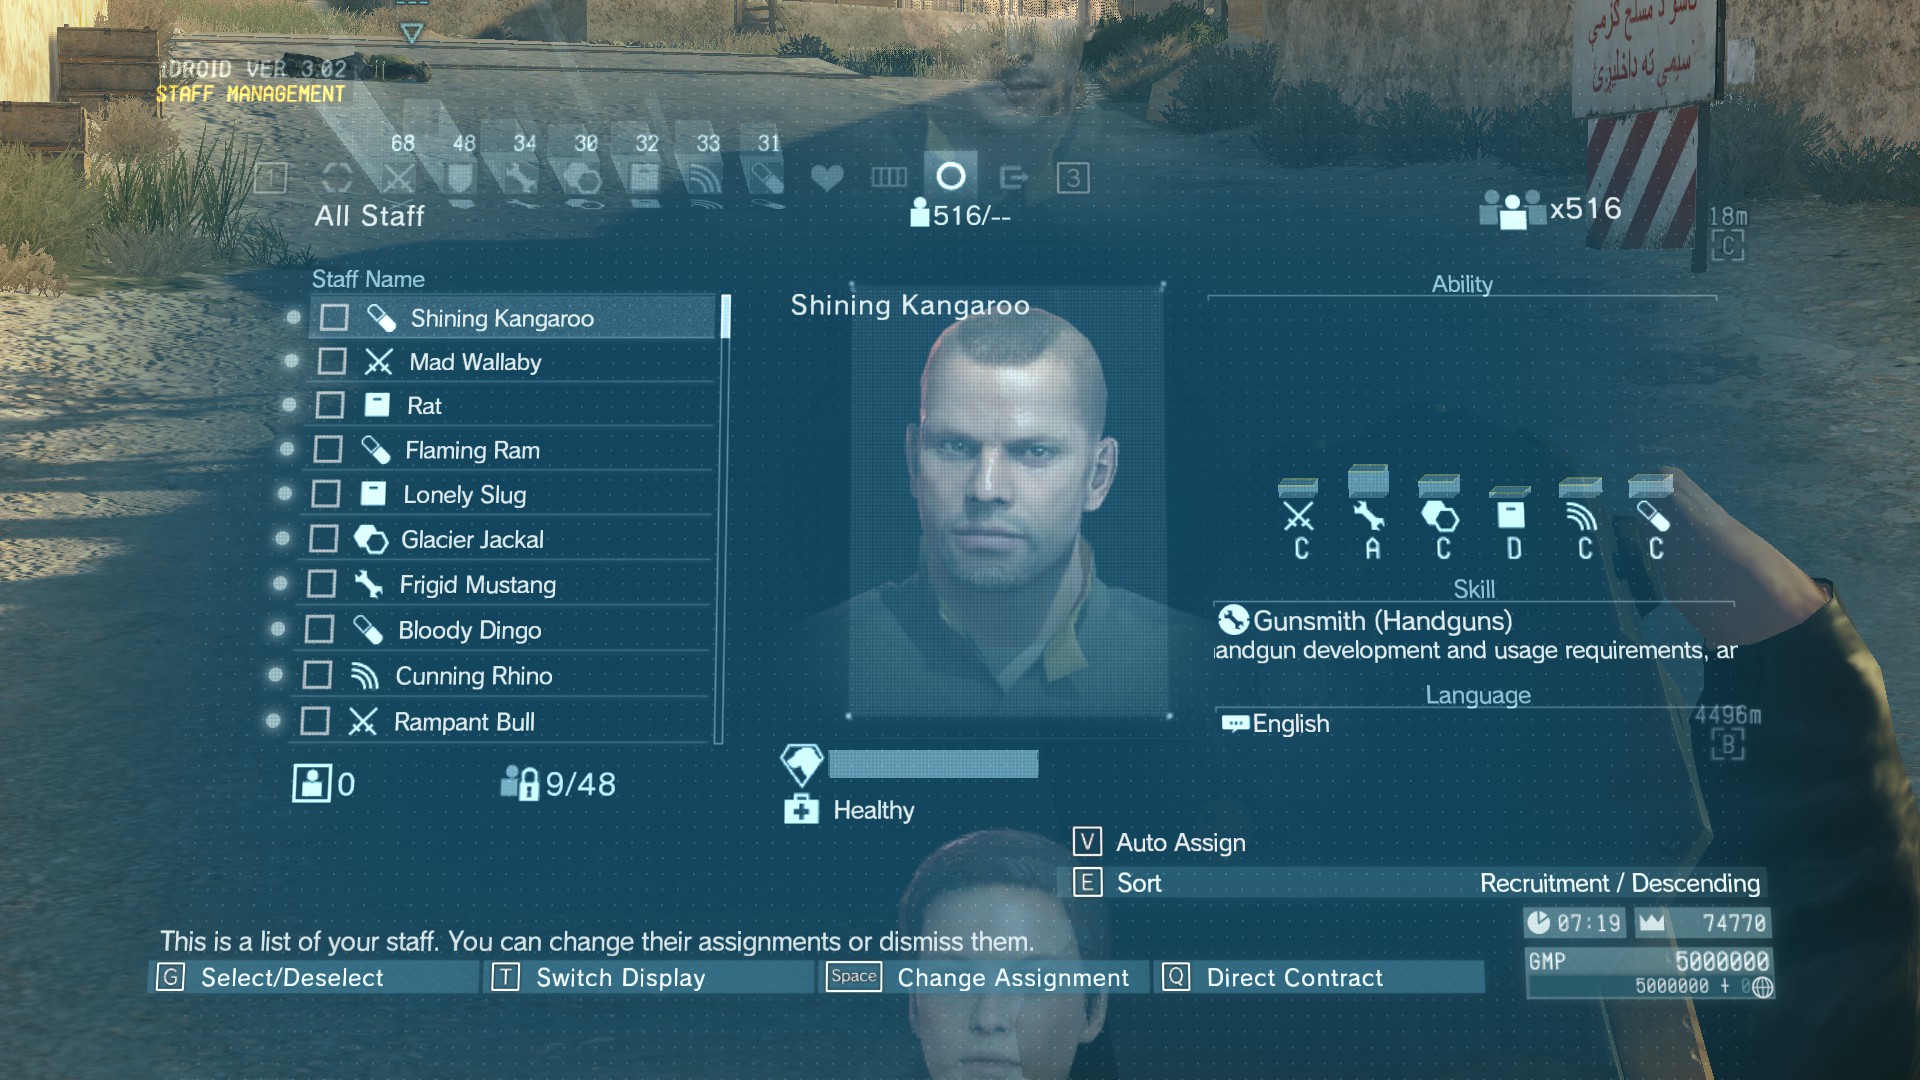 iDROID VER 3.02
STAFF MANAGEMENT
68 48 34 30 32 33 31
1 3
All Staff
516/--
x516
18m
C
Staff Name
Shining Kangaroo
Mad Wallaby
Rat
Flaming Ram
Lonely Slug
Glacier Jackal
Frigid Mustang
Bloody Dingo
Cunning Rhino
Rampant Bull
0
9/48
Shining Kangaroo
Healthy
Ability
C A C D C C
Skill
Gunsmith (Handguns)
handgun development and usage requirements, ar
Language
English
4496m
B
V Auto Assign
E Sort Recruitment / Descending
07:19 74770
GMP 5000000
5000000 + 0
This is a list of your staff. You can change their assignments or dismiss them.
G Select/Deselect T Switch Display Space Change Assignment Q Direct Contract